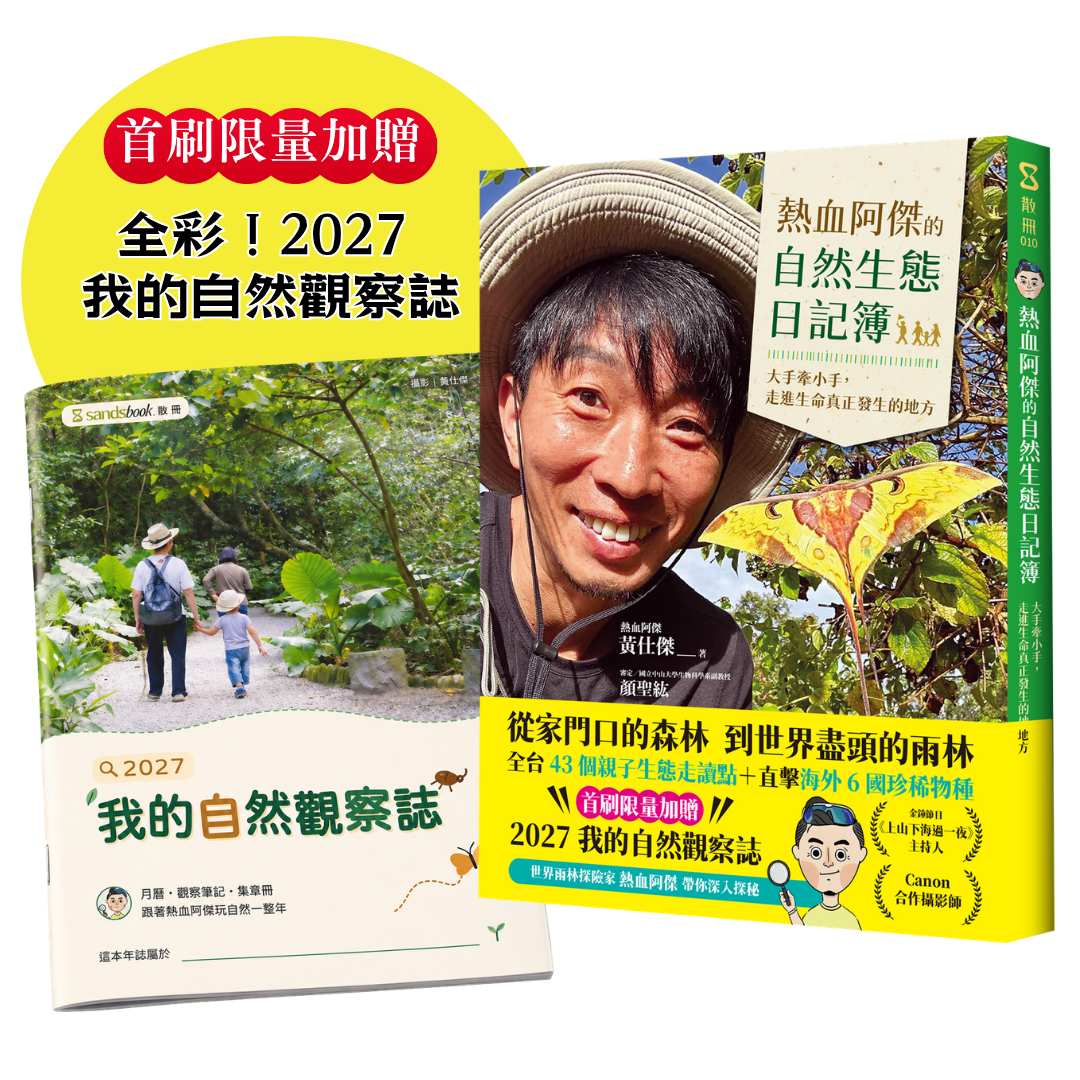 首刷限量加贈
全彩！2027
我的自然觀察誌
攝影｜黃仕傑
sandsbook.散冊
2027
我的自然觀察誌
月曆・觀察筆記・集章冊
跟著熱血阿傑玩自然一整年
這本年誌屬於
熱血阿傑的
自然生態
日記簿
大手牽小手，
走進生命真正發生的地方
熱血阿傑
黃仕傑──著
審定／國立中山大學生物科學系副教授
顏聖紘
從家門口的森林 到世界盡頭的雨林
全台 43 個親子生態走讀點＋直擊海外 6 國珍稀物種
首刷限量加贈
2027 我的自然觀察誌
世界雨林探險家 熱血阿傑 帶你深入探秘
金鐘節目
《上山下海過一夜》
主持人
Canon
合作攝影師
散冊
010
熱血阿傑的自然生態日記簿
大手牽小手，
走進生命真正發生的地方
地方